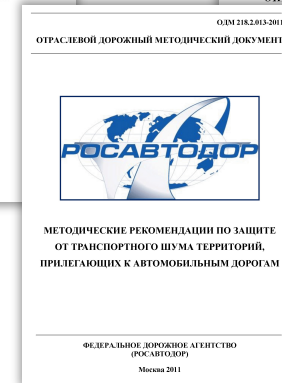 ОДМ 218.2.013-2011
ОТРАСЛЕВОЙ ДОРОЖНЫЙ МЕТОДИЧЕСКИЙ ДОКУМЕНТ
РОСАВТОДОР
МЕТОДИЧЕСКИЕ РЕКОМЕНДАЦИИ ПО ЗАЩИТЕ
ОТ ТРАНСПОРТНОГО ШУМА ТЕРРИТОРИЙ,
ПРИЛЕГАЮЩИХ К АВТОМОБИЛЬНЫМ ДОРОГАМ
ФЕДЕРАЛЬНОЕ ДОРОЖНОЕ АГЕНТСТВО
(РОСАВТОДОР)
Москва 2011